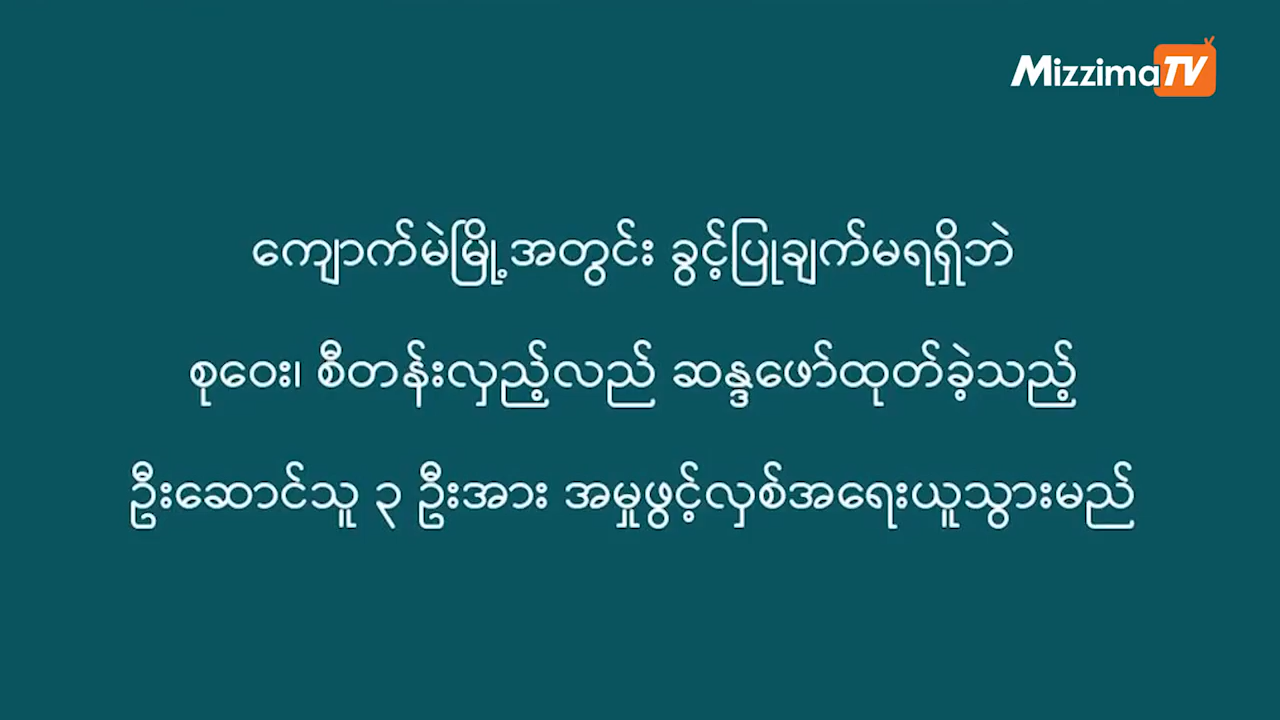 MizzimaTV
ကျောက်မဲမြို့အတွင်း ခွင့်ပြုချက်မရရှိဘဲ
စုဝေး၊ စီတန်းလှည့်လည် ဆန္ဒဖော်ထုတ်ခဲ့သည့်
ဦးဆောင်သူ ၃ ဦးအား အမှုဖွင့်လှစ်အရေးယူသွားမည်